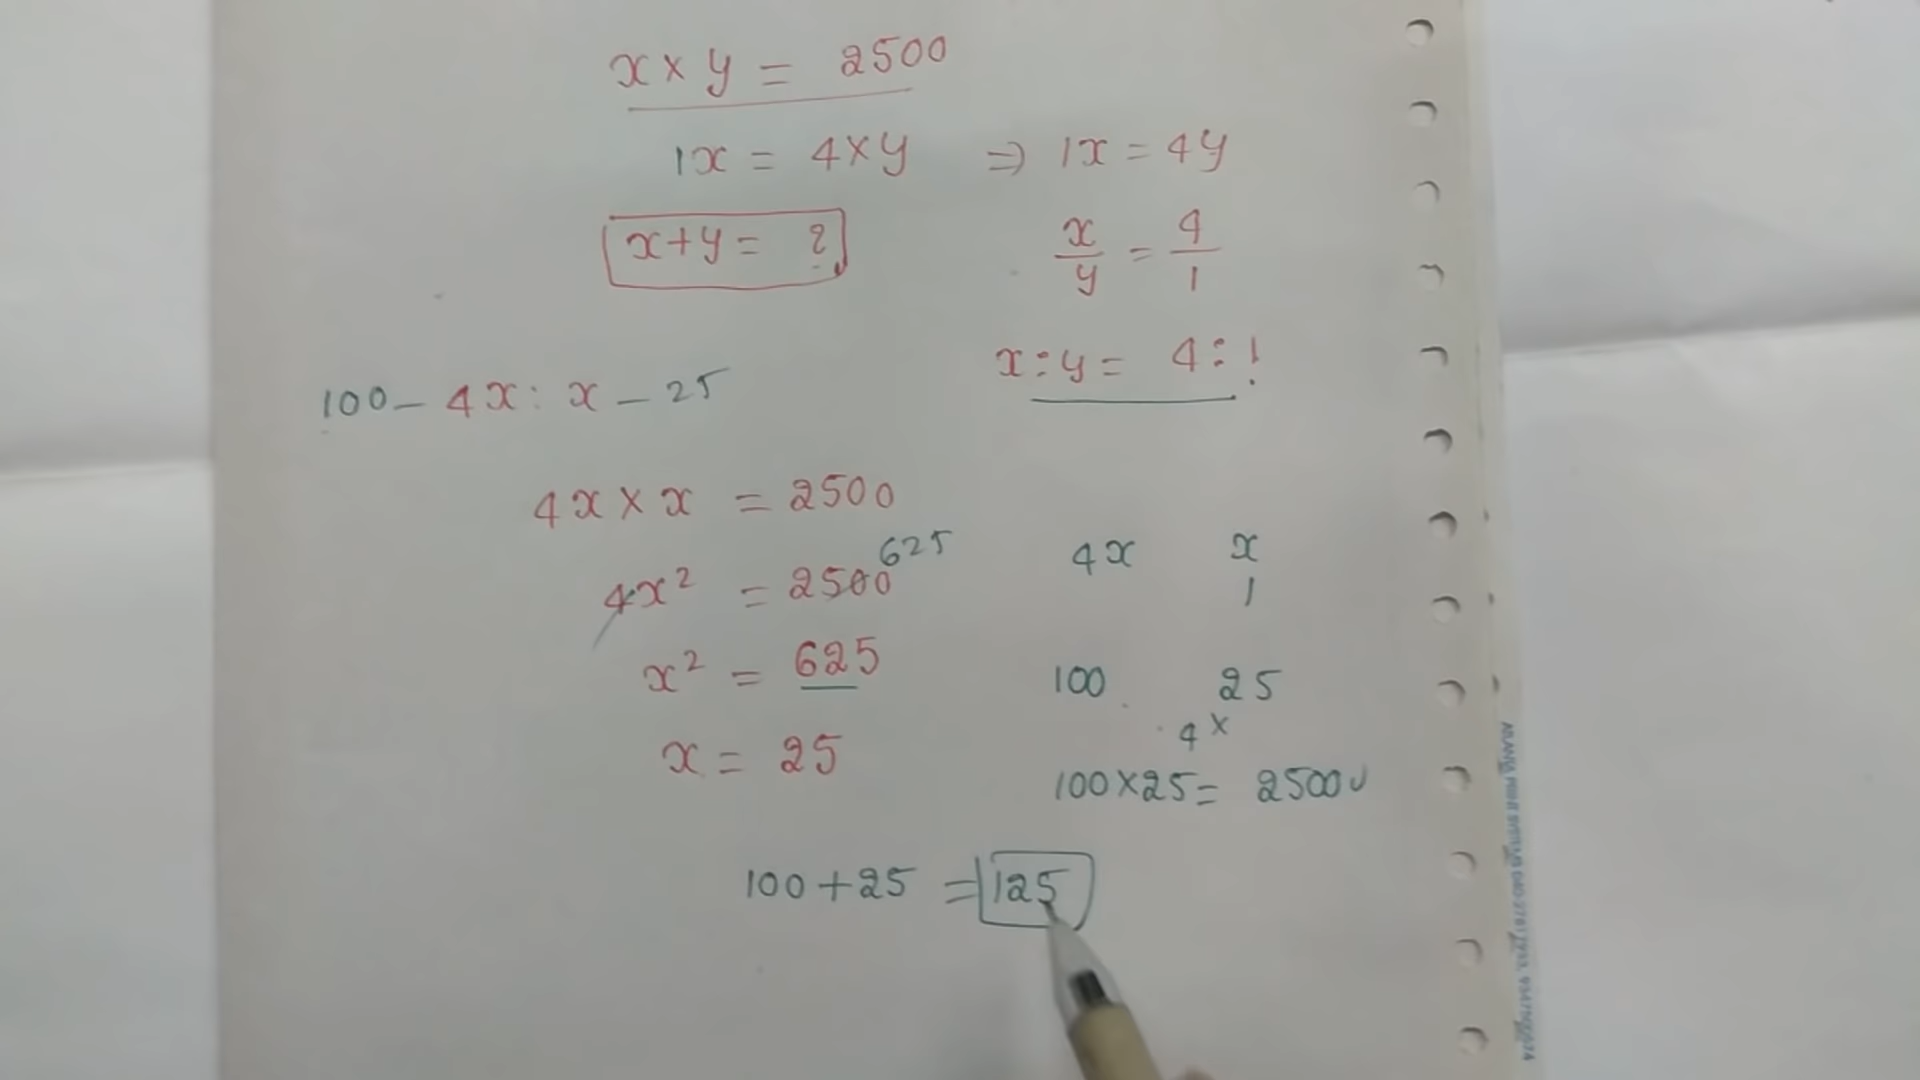 x × y = 2500
1x = 4×y ⇒ 1x = 4y
x+y = ?
x/y = 4/1
x:y = 4:1
100 – 4x : x – 25
4x × x = 2500
4x² = 2500 625
4x x
1
x² = 625
100 25
4×
x = 25
100×25 = 2500
100+25 = 125